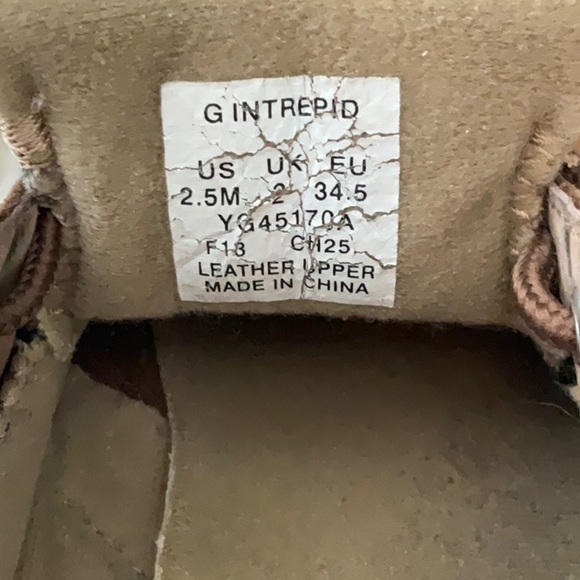 G INTREPID
US UK EU
2.5M 2 34.5
YG45170A
F13 CH25
LEATHER UPPER
MADE IN CHINA